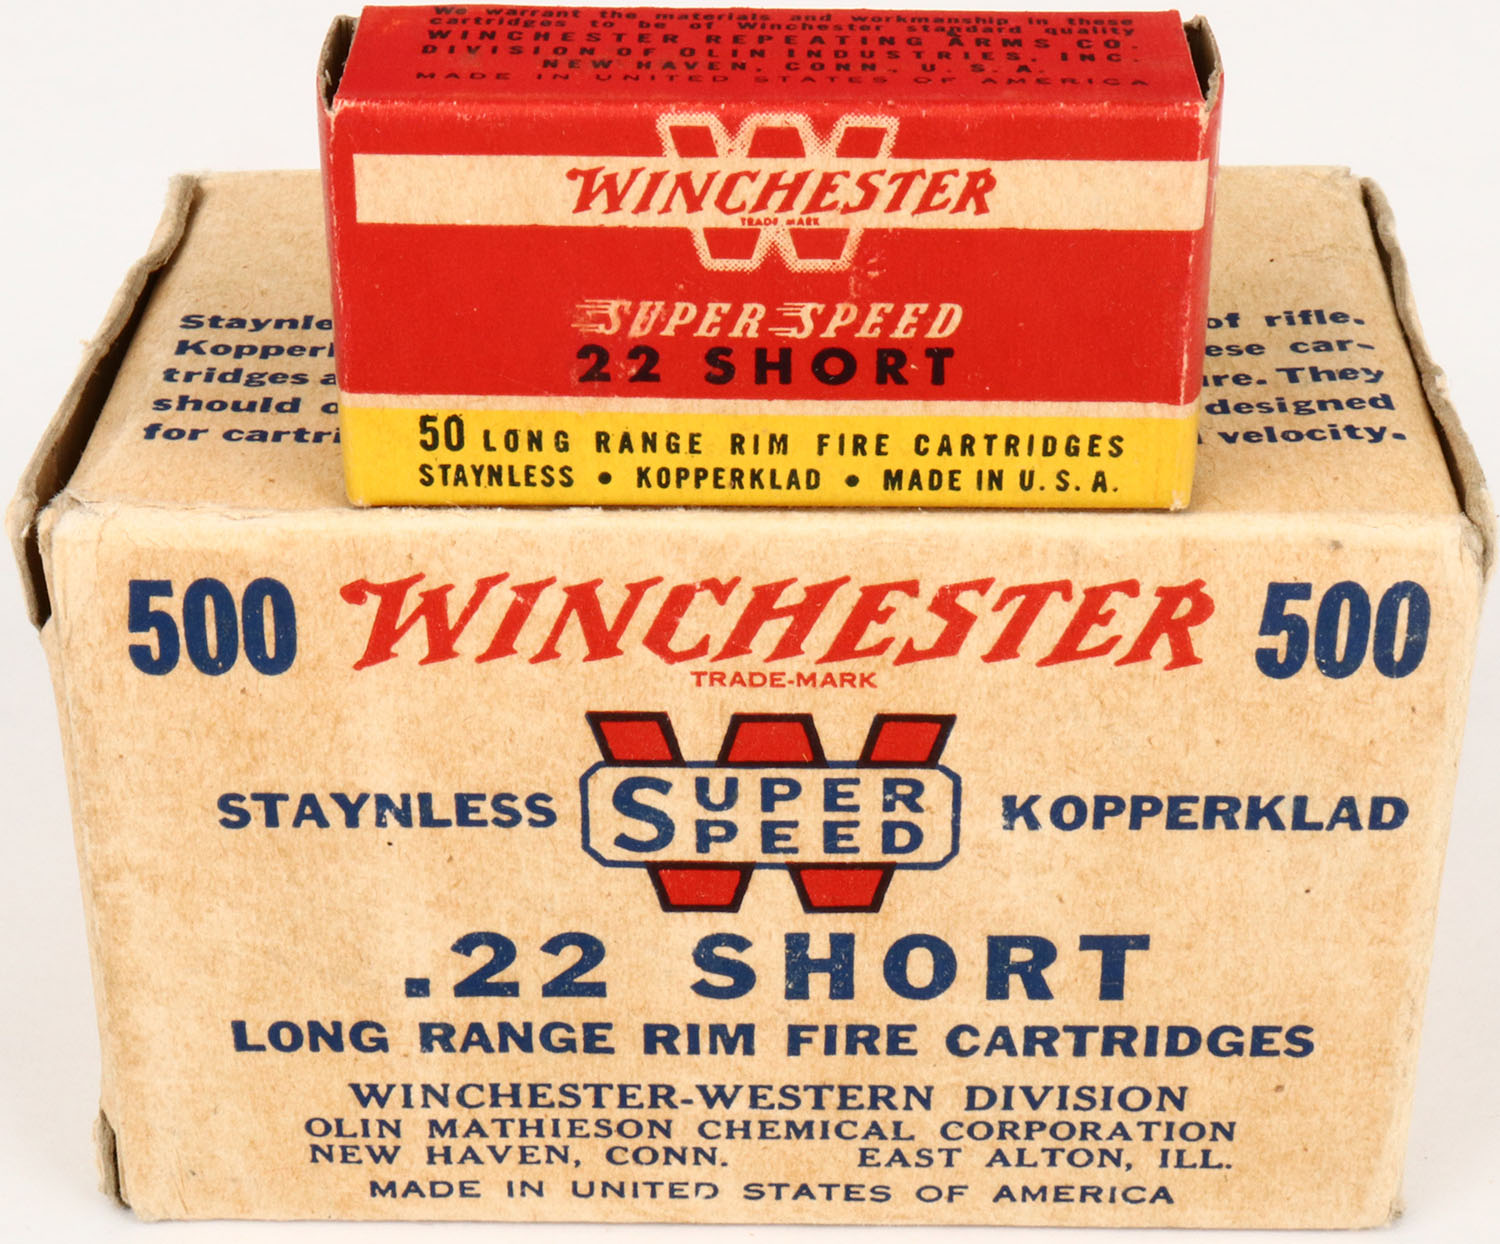 We warrant the materials and workmanship in these
cartridges to be of Winchester standard quality
WINCHESTER REPEATING ARMS CO.
DIVISION OF OLIN INDUSTRIES, INC.
NEW HAVEN, CONN., U. S. A.
MADE IN UNITED STATES OF AMERICA
WINCHESTER
TRADE MARK
SUPER SPEED
22 SHORT
50 LONG RANGE RIM FIRE CARTRIDGES
STAYNLESS • KOPPERKLAD • MADE IN U. S. A.
of rifle.
car-
tridges
They
should designed
for velocity.
500 WINCHESTER 500
TRADE-MARK
STAYNLESS SUPER SPEED KOPPERKLAD
.22 SHORT
LONG RANGE RIM FIRE CARTRIDGES
WINCHESTER-WESTERN DIVISION
OLIN MATHIESON CHEMICAL CORPORATION
NEW HAVEN, CONN. EAST ALTON, ILL.
MADE IN UNITED STATES OF AMERICA